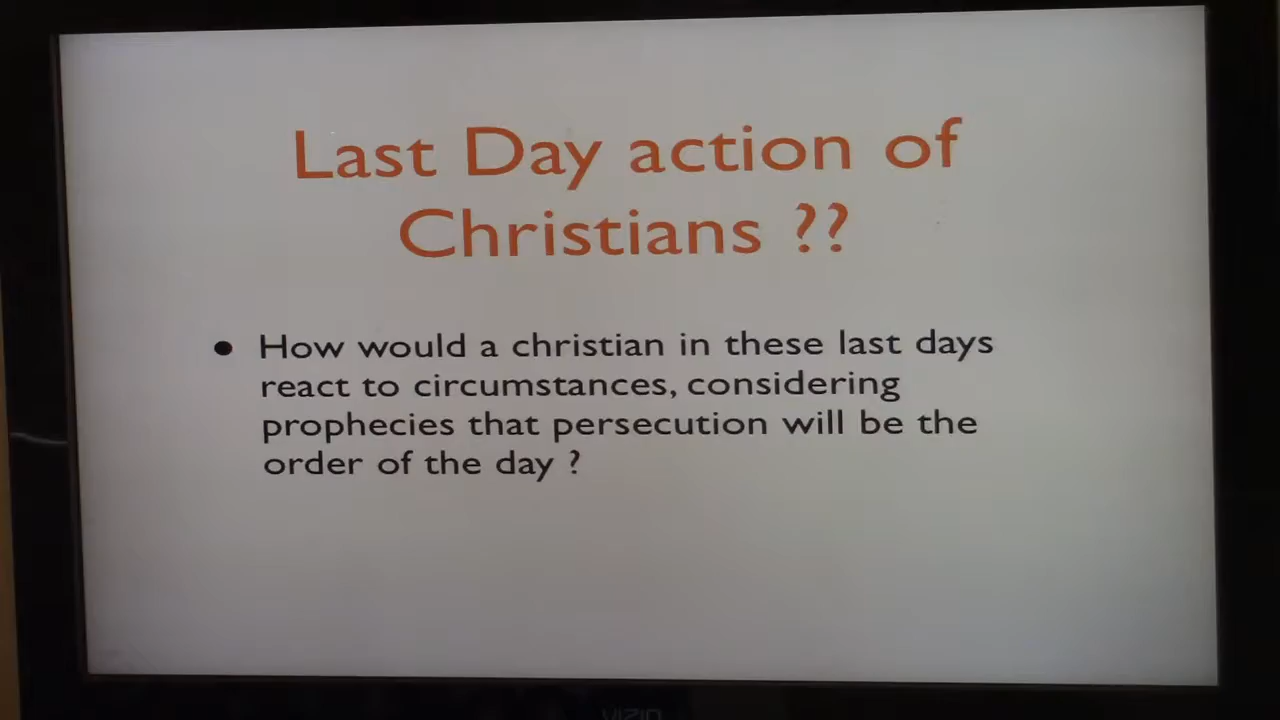 Last Day action of
Christians ??
• How would a christian in these last days
react to circumstances, considering
prophecies that persecution will be the
order of the day ?
VIZIO